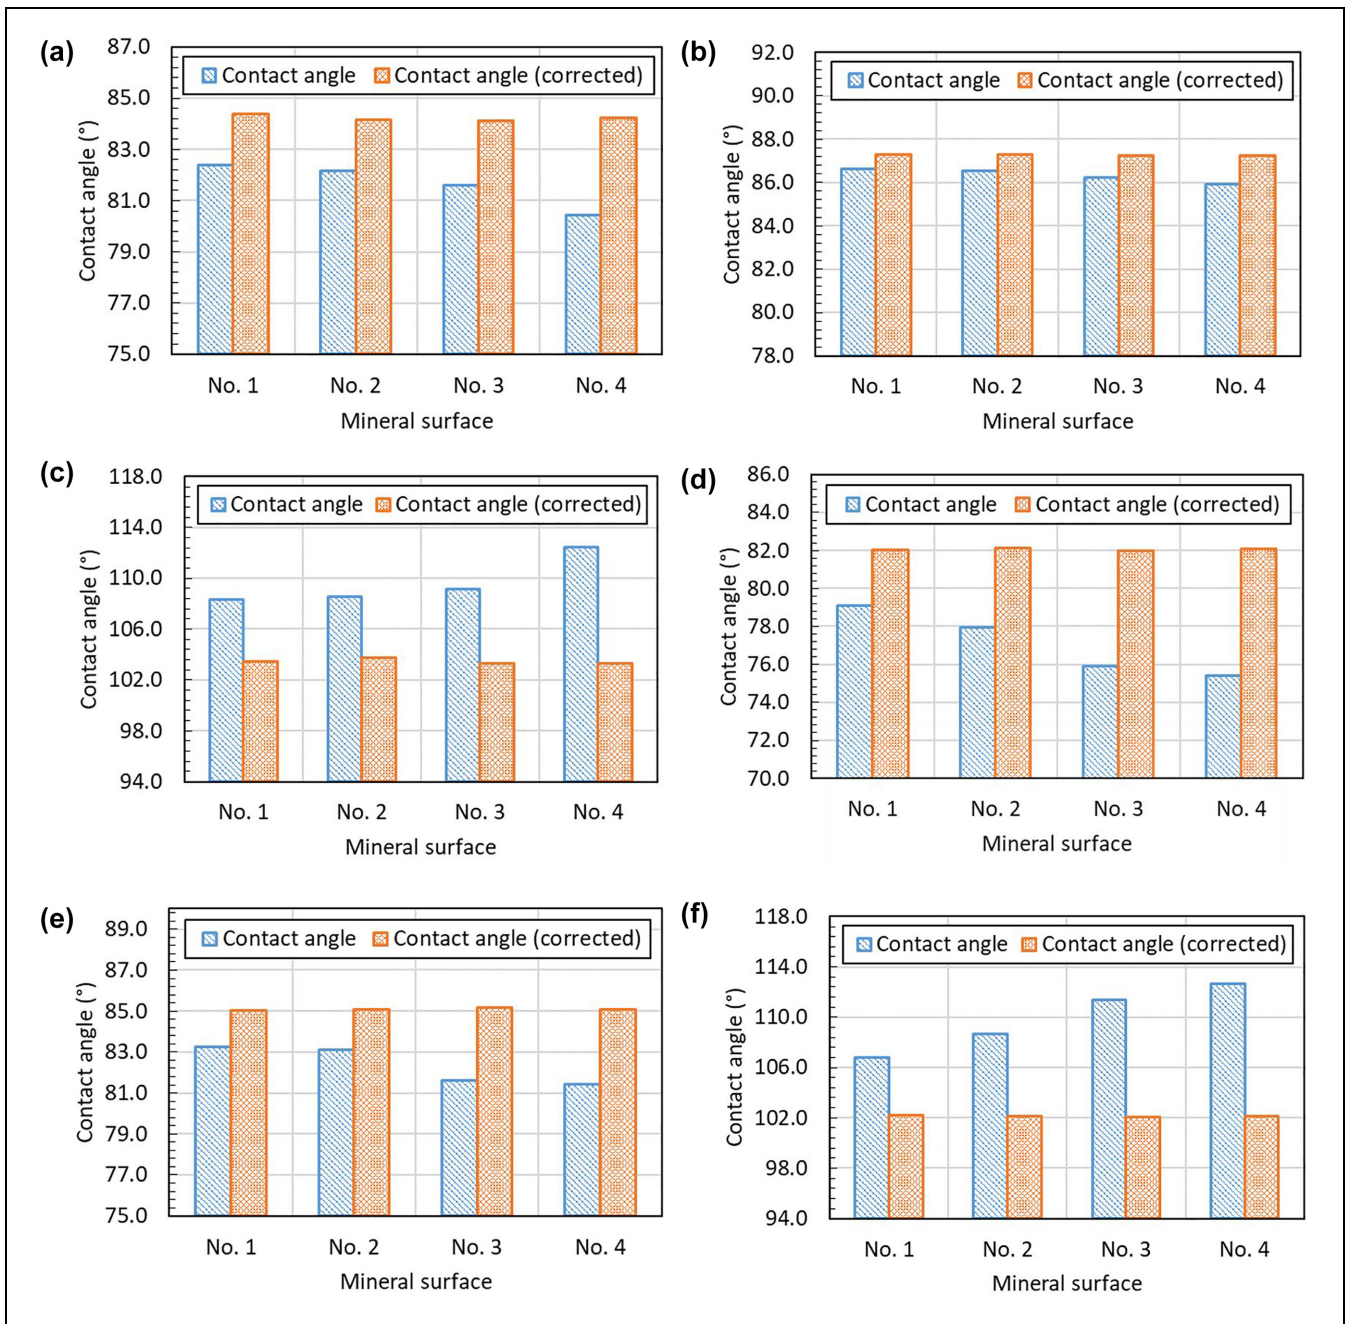 (a)
87.0
85.0
83.0
81.0
79.0
77.0
75.0
Contact angle (°)
Contact angle
Contact angle (corrected)
No. 1
No. 2
No. 3
No. 4
Mineral surface
(b)
92.0
90.0
88.0
86.0
84.0
82.0
80.0
78.0
Contact angle (°)
Contact angle
Contact angle (corrected)
No. 1
No. 2
No. 3
No. 4
Mineral surface
(c)
118.0
114.0
110.0
106.0
102.0
98.0
94.0
Contact angle (°)
Contact angle
Contact angle (corrected)
No. 1
No. 2
No. 3
No. 4
Mineral surface
(d)
86.0
84.0
82.0
80.0
78.0
76.0
74.0
72.0
70.0
Contact angle (°)
Contact angle
Contact angle (corrected)
No. 1
No. 2
No. 3
No. 4
Mineral surface
(e)
89.0
87.0
85.0
83.0
81.0
79.0
77.0
75.0
Contact angle (°)
Contact angle
Contact angle (corrected)
No. 1
No. 2
No. 3
No. 4
Mineral surface
(f)
118.0
114.0
110.0
106.0
102.0
98.0
94.0
Contact angle (°)
Contact angle
Contact angle (corrected)
No. 1
No. 2
No. 3
No. 4
Mineral surface